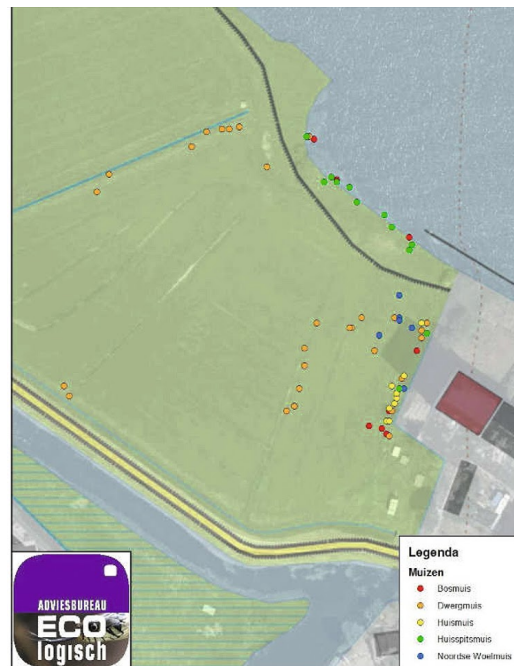 Legenda
Muizen
Bosmuis
Dwergmuis
Huismuis
Huisspitsmuis
Noordse Woelmuis
ADVIESBUREAU
ECO
logisch